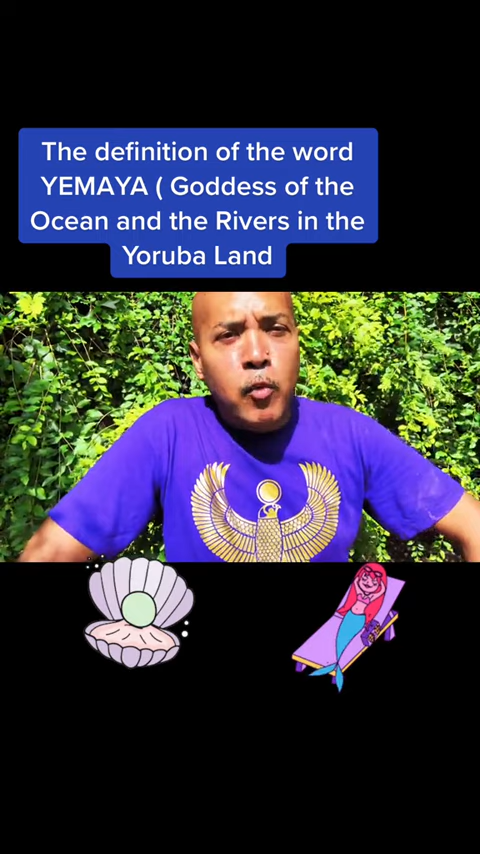 The definition of the word
YEMAYA ( Goddess of the
Ocean and the Rivers in the
Yoruba Land